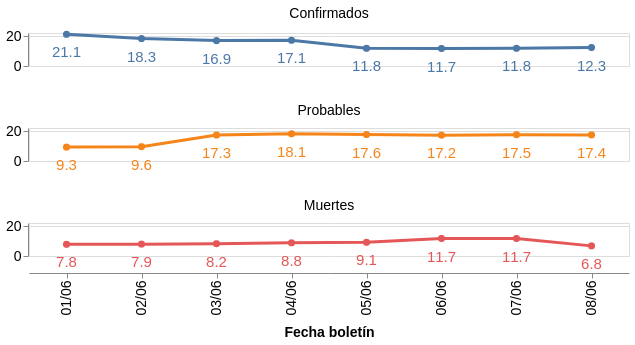 Confirmados
20
0
21.1 18.3 16.9 17.1 11.8 11.7 11.8 12.3
Probables
20
0
9.3 9.6 17.3 18.1 17.6 17.2 17.5 17.4
Muertes
20
0
7.8 7.9 8.2 8.8 9.1 11.7 11.7 6.8
01/06 02/06 03/06 04/06 05/06 06/06 07/06 08/06
Fecha boletín